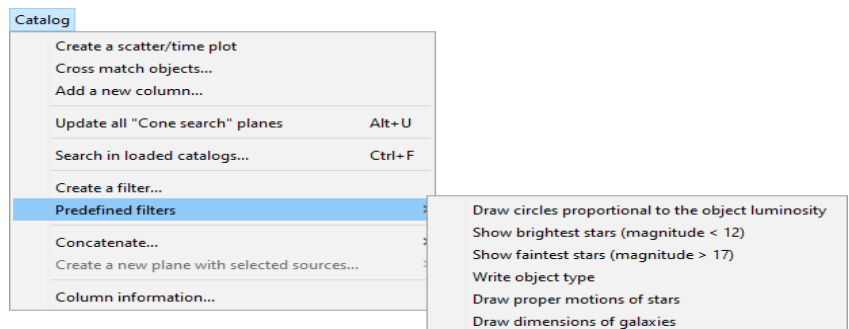 Catalog
Create a scatter/time plot
Cross match objects...
Add a new column...
Update all "Cone search" planes Alt+U
Search in loaded catalogs... Ctrl+F
Create a filter...
Predefined filters >
Draw circles proportional to the object luminosity
Show brightest stars (magnitude < 12)
Show faintest stars (magnitude > 17)
Write object type
Draw proper motions of stars
Draw dimensions of galaxies
Concatenate... >
Create a new plane with selected sources... >
Column information...